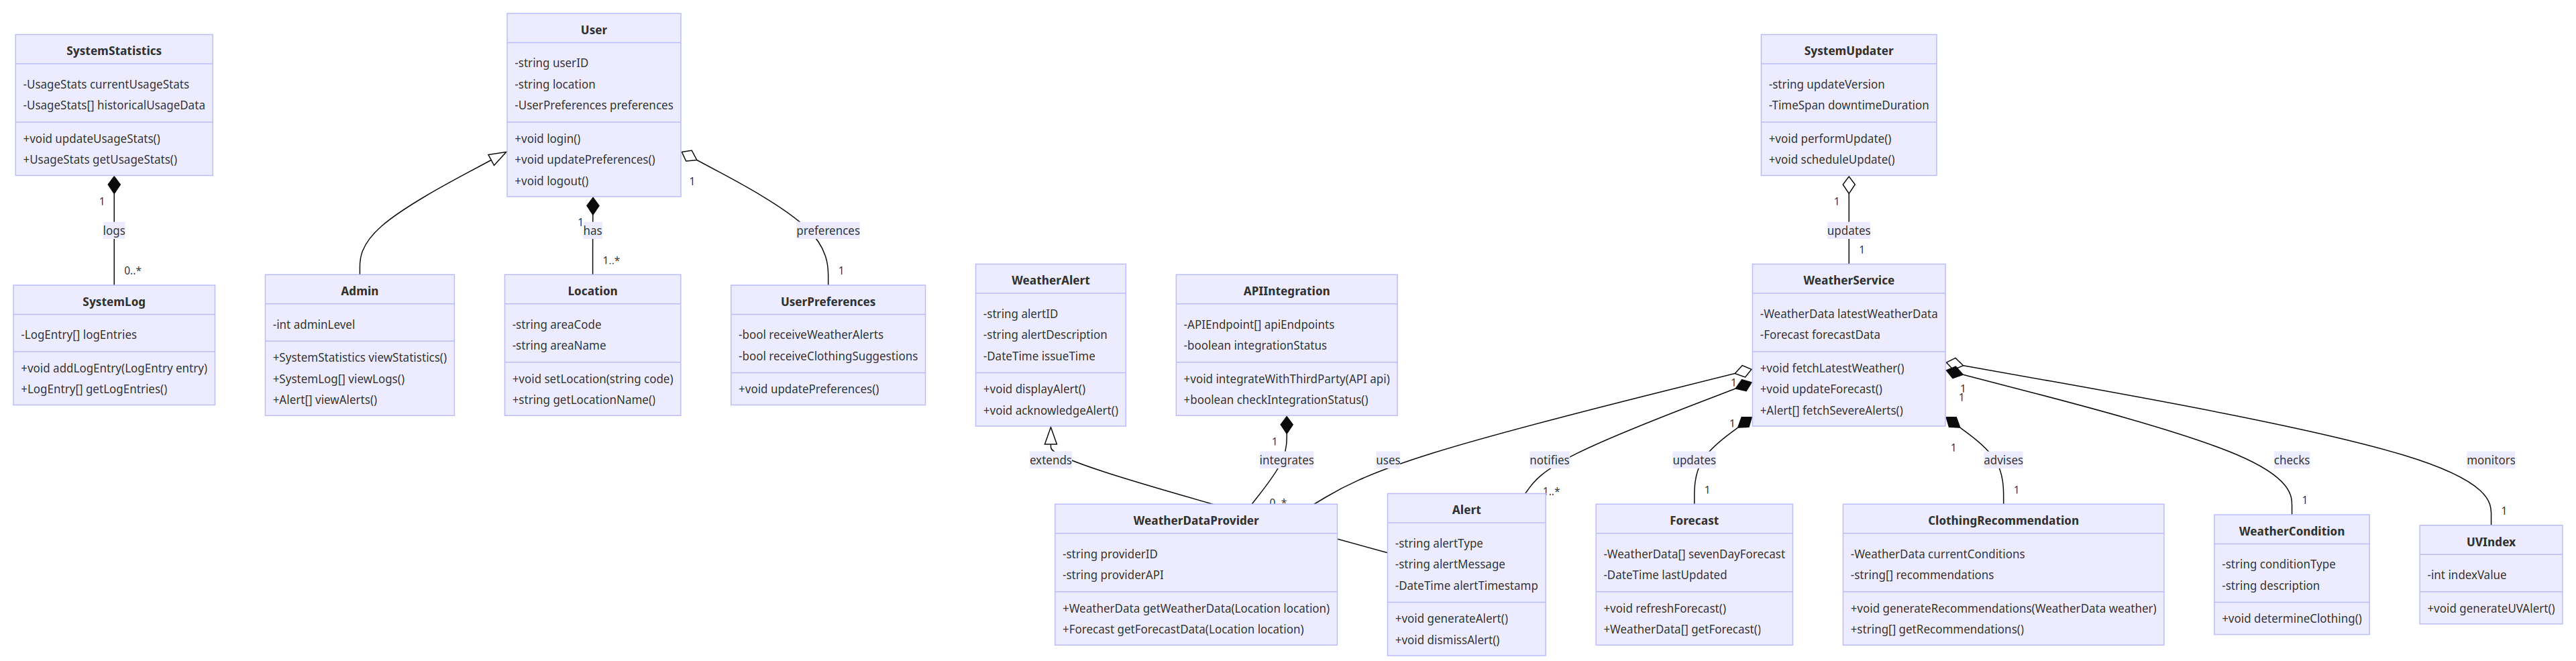 SystemStatistics
-UsageStats currentUsageStats
-UsageStats[] historicalUsageData
+void updateUsageStats()
+UsageStats getUsageStats()
1
logs
0..*
SystemLog
-LogEntry[] logEntries
+void addLogEntry(LogEntry entry)
+LogEntry[] getLogEntries()
User
-string userID
-string location
-UserPreferences preferences
+void login()
+void updatePreferences()
+void logout()
1
has
1..*
1
preferences
1
Admin
-int adminLevel
+SystemStatistics viewStatistics()
+SystemLog[] viewLogs()
+Alert[] viewAlerts()
Location
-string areaCode
-string areaName
+void setLocation(string code)
+string getLocationName()
UserPreferences
-bool receiveWeatherAlerts
-bool receiveClothingSuggestions
+void updatePreferences()
WeatherAlert
-string alertID
-string alertDescription
-DateTime issueTime
+void displayAlert()
+void acknowledgeAlert()
extends
APIIntegration
-APIEndpoint[] apiEndpoints
-boolean integrationStatus
+void integrateWithThirdParty(API api)
+boolean checkIntegrationStatus()
1
integrates
0..*
SystemUpdater
-string updateVersion
-TimeSpan downtimeDuration
+void performUpdate()
+void scheduleUpdate()
1
updates
1
WeatherService
-WeatherData latestWeatherData
-Forecast forecastData
+void fetchLatestWeather()
+void updateForecast()
+Alert[] fetchSevereAlerts()
1
uses
notifies
1..*
1
updates
1
1
advises
1
1
checks
1
1
monitors
1
WeatherDataProvider
-string providerID
-string providerAPI
+WeatherData getWeatherData(Location location)
+Forecast getForecastData(Location location)
Alert
-string alertType
-string alertMessage
-DateTime alertTimestamp
+void generateAlert()
+void dismissAlert()
Forecast
-WeatherData[] sevenDayForecast
-DateTime lastUpdated
+void refreshForecast()
+WeatherData[] getForecast()
ClothingRecommendation
-WeatherData currentConditions
-string[] recommendations
+void generateRecommendations(WeatherData weather)
+string[] getRecommendations()
WeatherCondition
-string conditionType
-string description
+void determineClothing()
UVIndex
-int indexValue
+void generateUVAlert()